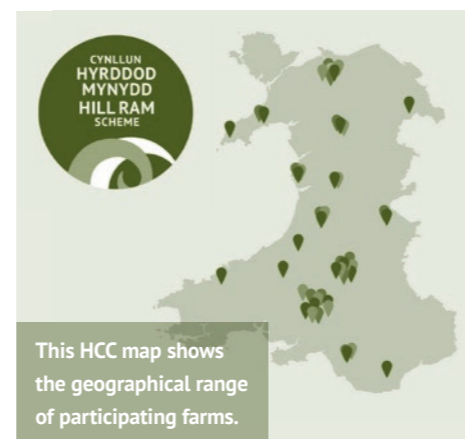 CYNLLUN
HYRDDOD
MYNYDD
HILL RAM
SCHEME
This HCC map shows
the geographical range
of participating farms.